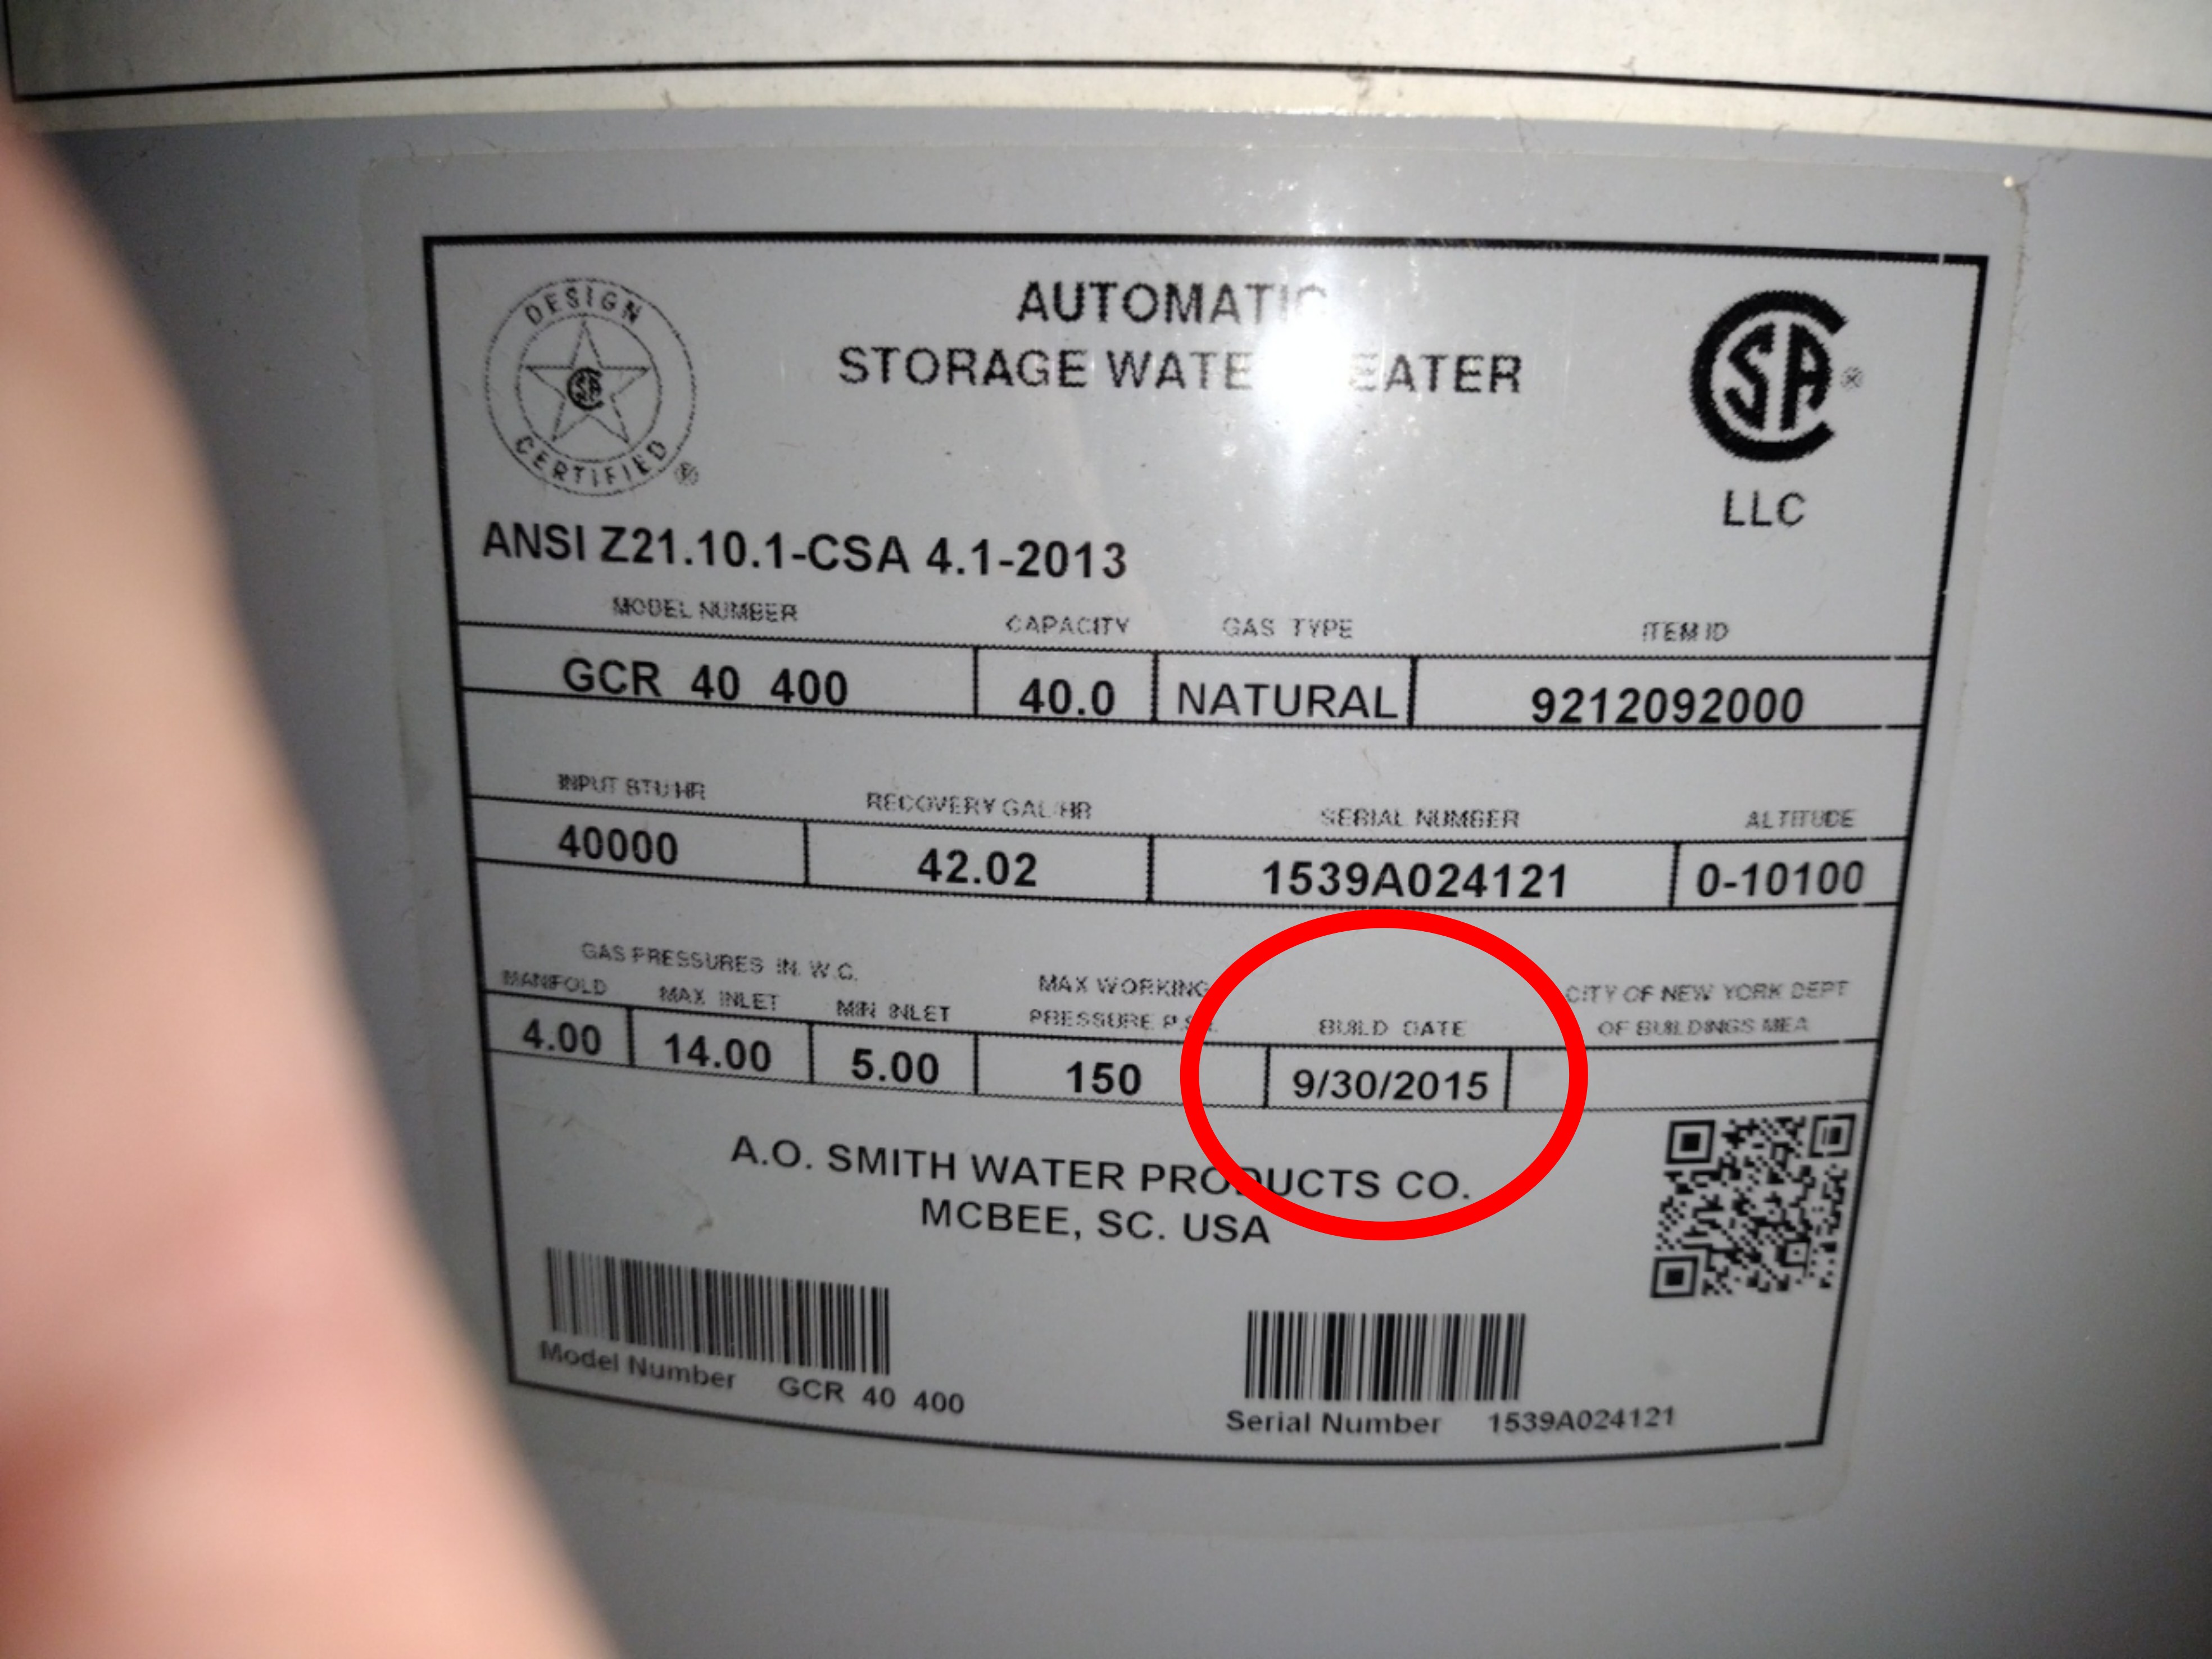 DESIGN
CERTIFIED ®
AUTOMATIC
STORAGE WATE EATER
®
LLC
ANSI Z21.10.1-CSA 4.1-2013
MODEL NUMBER CAPACITY GAS TYPE ITEM ID
GCR 40 400 40.0 NATURAL 9212092000
INPUT BTU HR RECOVERY GAL/HR SERIAL NUMBER ALTITUDE
40000 42.02 1539A024121 0-10100
GAS PRESSURES IN. W.C.
MANIFOLD MAX INLET MIN INLET
MAX WORKING
PRESSURE P.S.I.
BUILD DATE
CITY OF NEW YORK DEPT
OF BUILDINGS MEA
4.00 14.00 5.00 150 9/30/2015
A.O. SMITH WATER PRODUCTS CO.
MCBEE, SC. USA
Model Number GCR 40 400
Serial Number 1539A024121